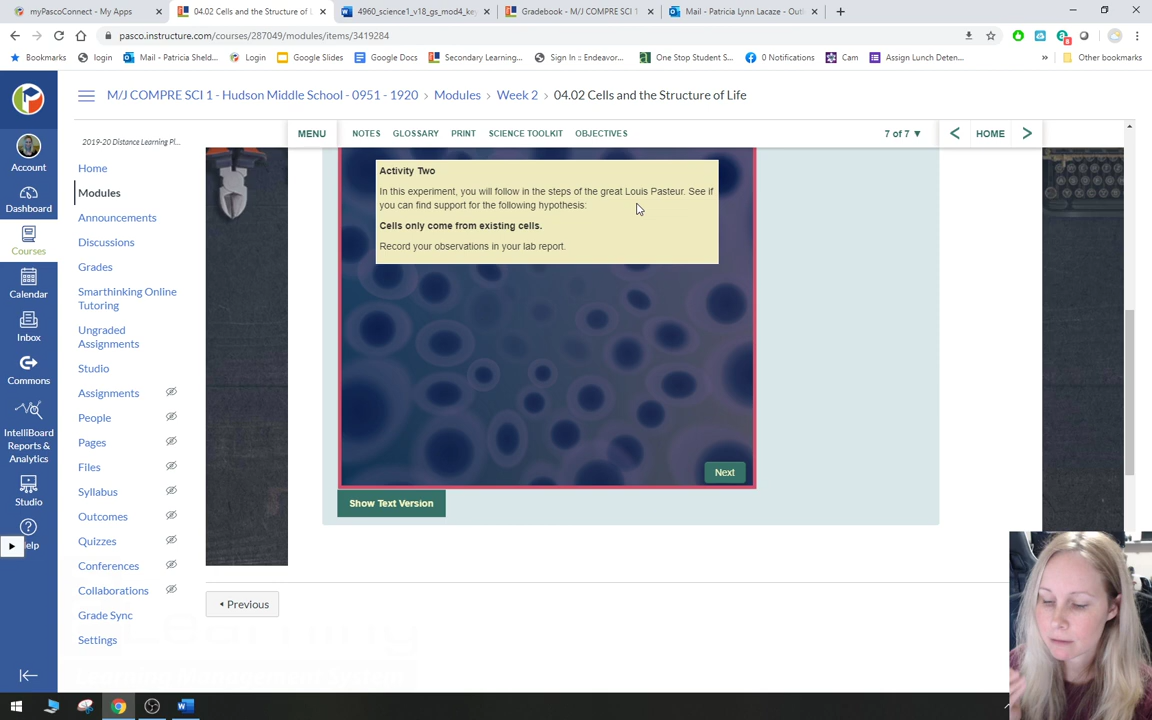 myPascoConnect - My Apps
04.02 Cells and the Structure of L
4960_science1_v18_gs_mod4_ke
Gradebook - M/J COMPRE SCI 1
Mail - Patricia Lynn Lacaze - Out
pasco.instructure.com/courses/287049/modules/items/3419284
Bookmarks
login
Mail - Patricia Sheld...
Login
Google Slides
Google Docs
Secondary Learning...
Sign In :: Endeavor...
One Stop Student S...
0 Notifications
Cam
Assign Lunch Deten...
»
Other bookmarks
M/J COMPRE SCI 1 - Hudson Middle School - 0951 - 1920 › Modules › Week 2 › 04.02 Cells and the Structure of Life
Account
Dashboard
Courses
Calendar
Inbox
Commons
IntelliBoard
Reports &
Analytics
Studio
elp
2019-20 Distance Learning Pl...
Home
Modules
Announcements
Discussions
Grades
Smarthinking Online
Tutoring
Ungraded
Assignments
Studio
Assignments
People
Pages
Files
Syllabus
Outcomes
Quizzes
Conferences
Collaborations
Grade Sync
Settings
MENU
NOTES
GLOSSARY
PRINT
SCIENCE TOOLKIT
OBJECTIVES
7 of 7 ▼
HOME
Activity Two
In this experiment, you will follow in the steps of the great Louis Pasteur. See if
you can find support for the following hypothesis:
Cells only come from existing cells.
Record your observations in your lab report.
Next
Show Text Version
Previous